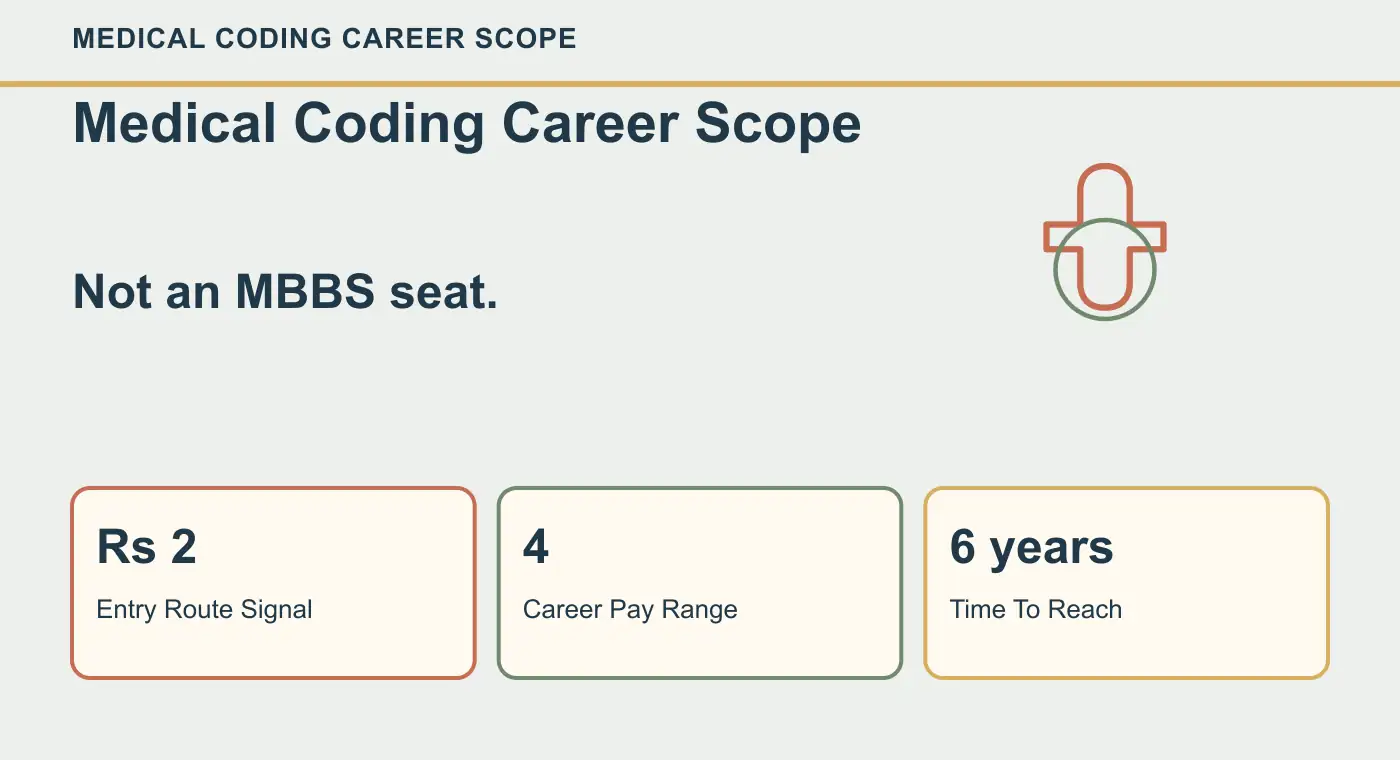 MEDICAL CODING CAREER SCOPE
Medical Coding Career Scope
Not an MBBS seat.
Rs 2
Entry Route Signal
4
Career Pay Range
6 years
Time To Reach